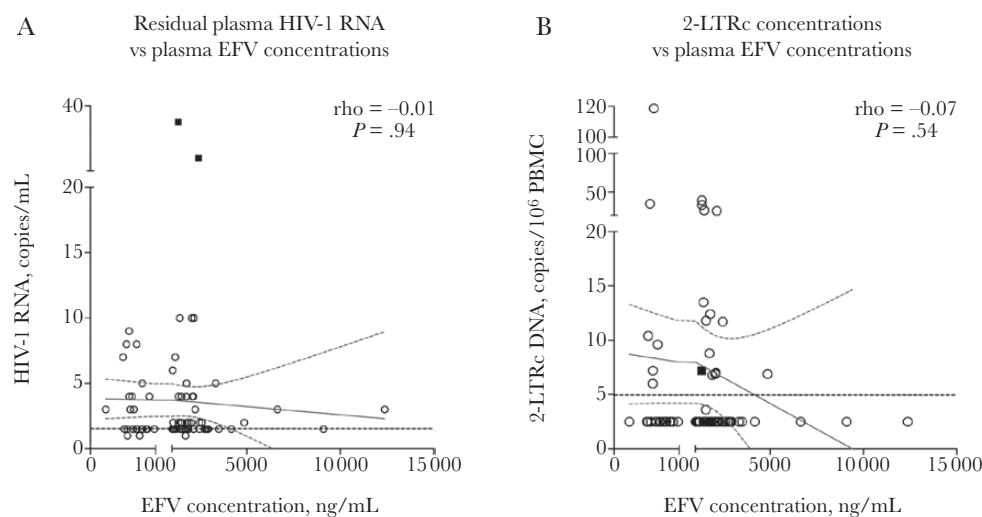 A
Residual plasma HIV-1 RNA
vs plasma EFV concentrations
rho = –0.01
P = .94
HIV-1 RNA, copies/mL
40
20
15
10
5
0
0
1000
5000
10 000
15 000
EFV concentration, ng/mL
B
2-LTRc concentrations
vs plasma EFV concentrations
rho = –0.07
P = .54
2-LTRc DNA, copies/10⁶ PBMC
120
100
100
50
20
15
10
5
0
0
1000
5000
10 000
15 000
EFV concentration, ng/mL